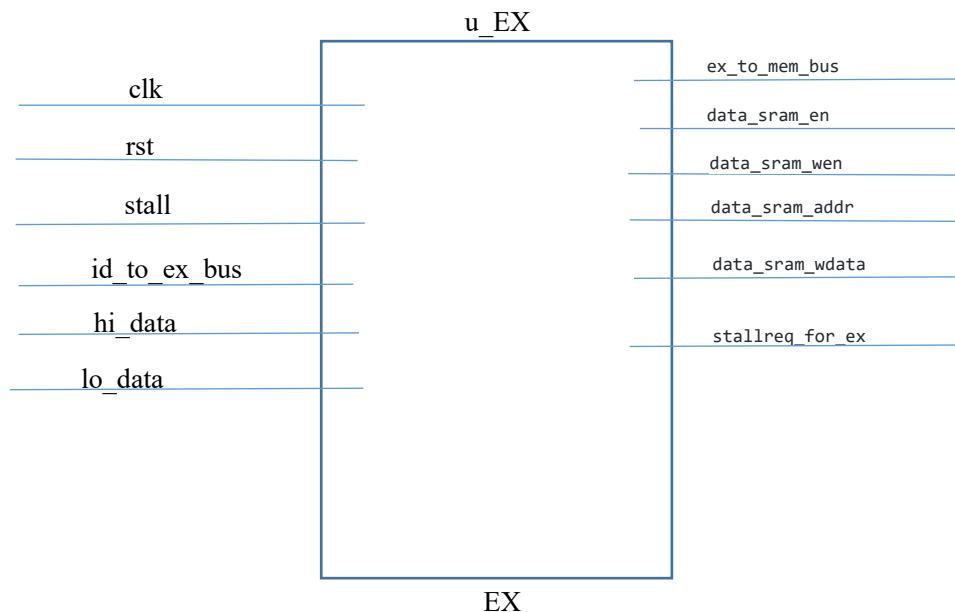 u_EX
clk
rst
stall
id_to_ex_bus
hi_data
lo_data
ex_to_mem_bus
data_sram_en
data_sram_wen
data_sram_addr
data_sram_wdata
stallreq_for_ex
EX